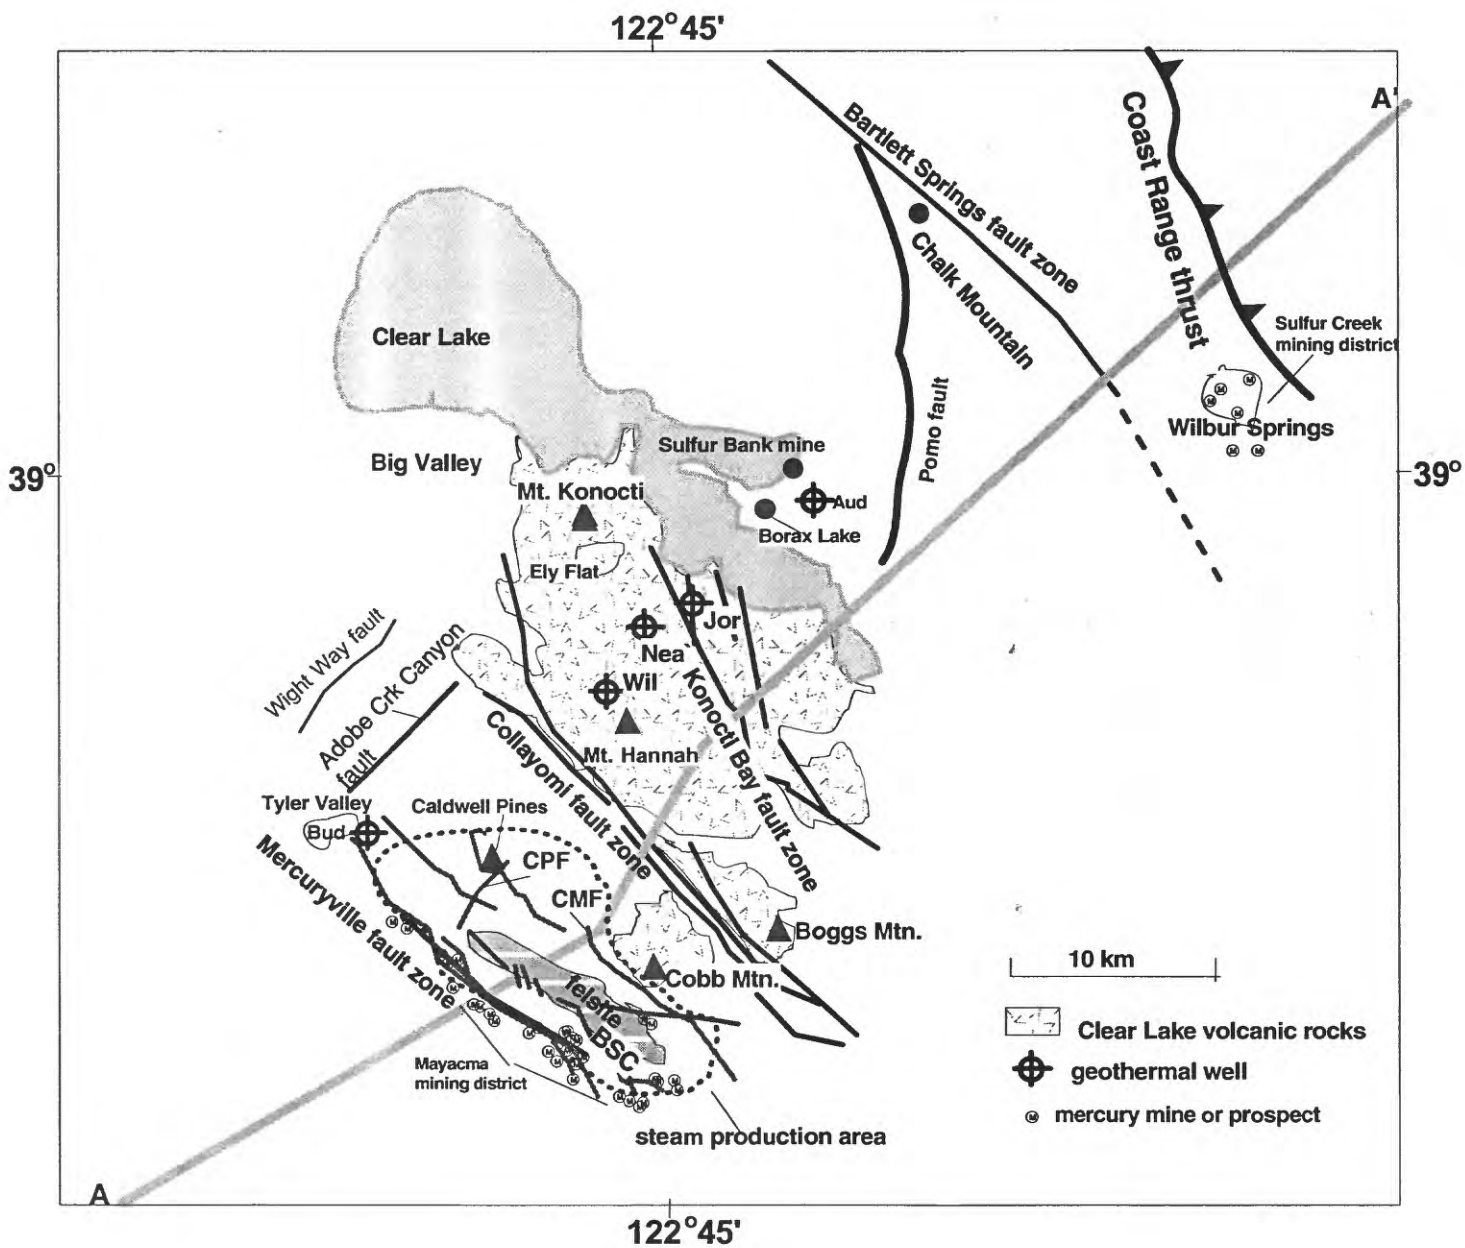 122°45'
A'
Bartlett Springs fault zone
Coast Range thrust
Chalk Mountain
Clear Lake
Sulfur Creek
mining district
Pomo fault
Wilbur Springs
Big Valley
Sulfur Bank mine
39°
39°
Mt. Konocti
Aud
Borax Lake
Ely Flat
Jor
Nea
Wight Way fault
Adobe Crk Canyon
fault
Wil
Konocti Bay fault zone
Collayomi fault zone
Mt. Hannah
Tyler Valley
Caldwell Pines
Bud
CPF
Mercuryville fault zone
CMF
Boggs Mtn.
Cobb Mtn.
10 km
felsite
BSC
Clear Lake volcanic rocks
Mayacma
mining district
geothermal well
M mercury mine or prospect
steam production area
A
122°45'